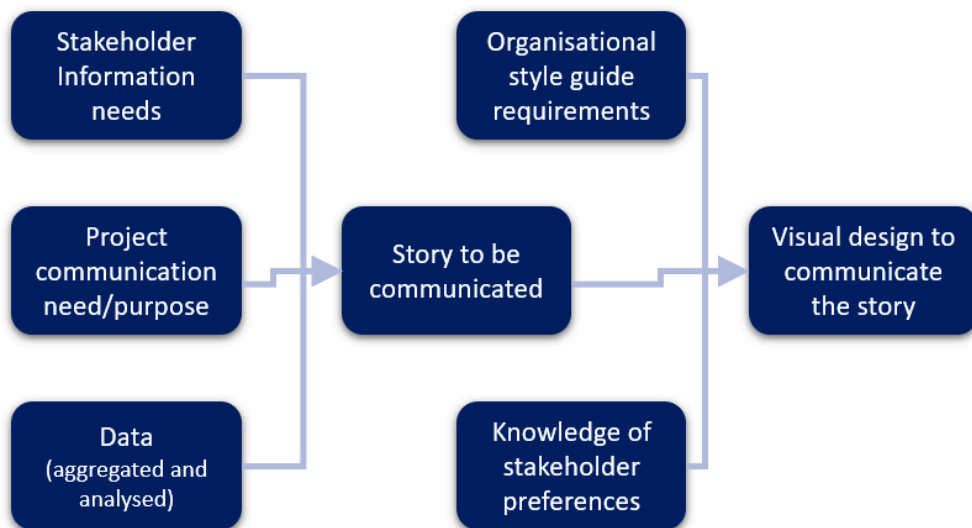 Stakeholder
Information
needs
Organisational
style guide
requirements
Project
communication
need/purpose
Story to be
communicated
Visual design to
communicate
the story
Data
(aggregated and
analysed)
Knowledge of
stakeholder
preferences